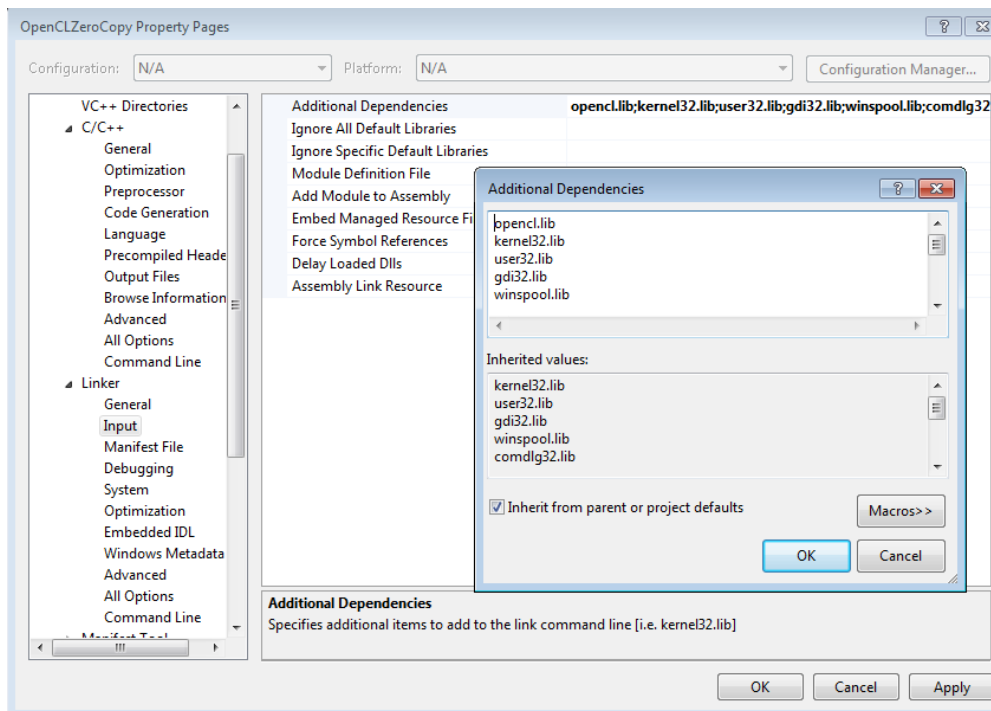 OpenCLZeroCopy Property Pages
Configuration: N/A Platform: N/A Configuration Manager...
VC++ Directories
C/C++
General
Optimization
Preprocessor
Code Generation
Language
Precompiled Heade
Output Files
Browse Information
Advanced
All Options
Command Line
Linker
General
Input
Manifest File
Debugging
System
Optimization
Embedded IDL
Windows Metadata
Advanced
All Options
Command Line
Manifest Tool
Additional Dependencies opencl.lib;kernel32.lib;user32.lib;gdi32.lib;winspool.lib;comdlg32
Ignore All Default Libraries
Ignore Specific Default Libraries
Module Definition File
Add Module to Assembly
Embed Managed Resource Fi
Force Symbol References
Delay Loaded Dlls
Assembly Link Resource
Additional Dependencies
opencl.lib
kernel32.lib
user32.lib
gdi32.lib
winspool.lib
Inherited values:
kernel32.lib
user32.lib
gdi32.lib
winspool.lib
comdlg32.lib
Inherit from parent or project defaults
Macros>>
OK Cancel
Additional Dependencies
Specifies additional items to add to the link command line [i.e. kernel32.lib]
OK Cancel Apply